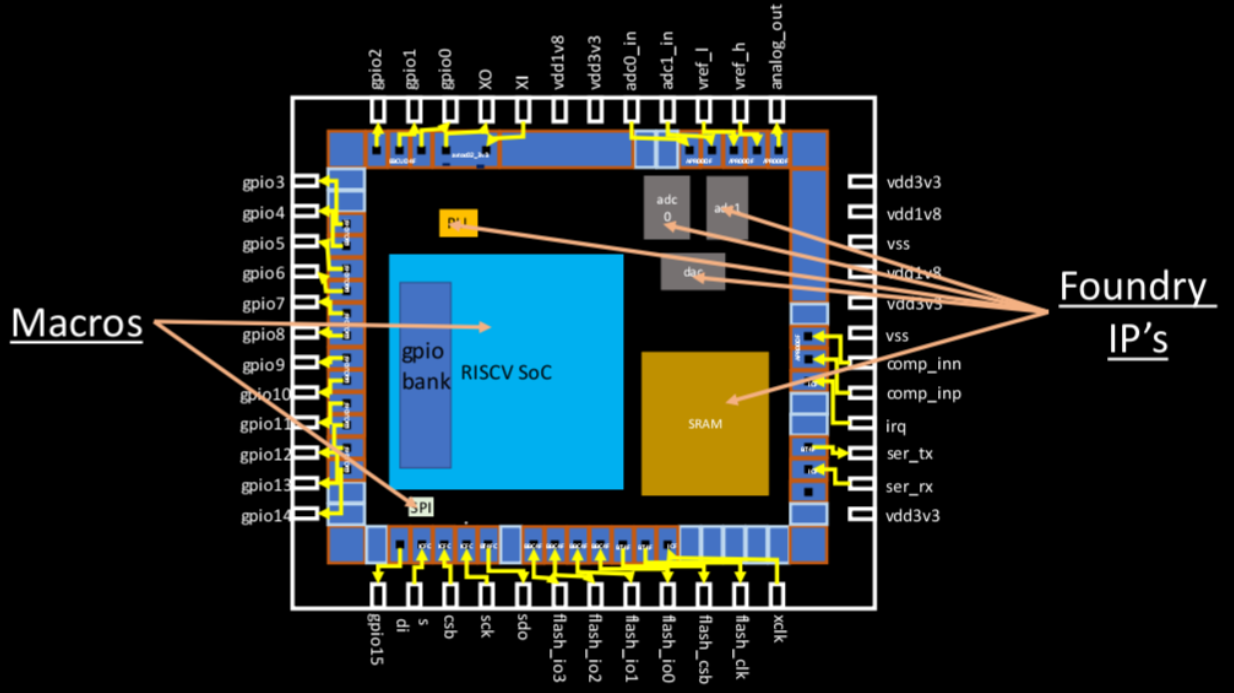 gpio2
gpio1
gpio0
XO
XI
vdd1v8
vdd3v3
adc0_in
adc1_in
vref_l
vref_h
analog_out
gpio3
gpio4
gpio5
gpio6
gpio7
gpio8
gpio9
gpio10
gpio11
gpio12
gpio13
gpio14
Macros
PLL
adc
0
adc1
dac
gpio
bank
RISCV SoC
SRAM
SPI
vdd3v3
vdd1v8
vss
vdd1v8
vdd3v3
vss
comp_inn
comp_inp
irq
ser_tx
ser_rx
vdd3v3
Foundry
IP's
gpio15
di
s
csb
sck
sdo
flash_io3
flash_io2
flash_io1
flash_io0
flash_csb
flash_clk
xclk